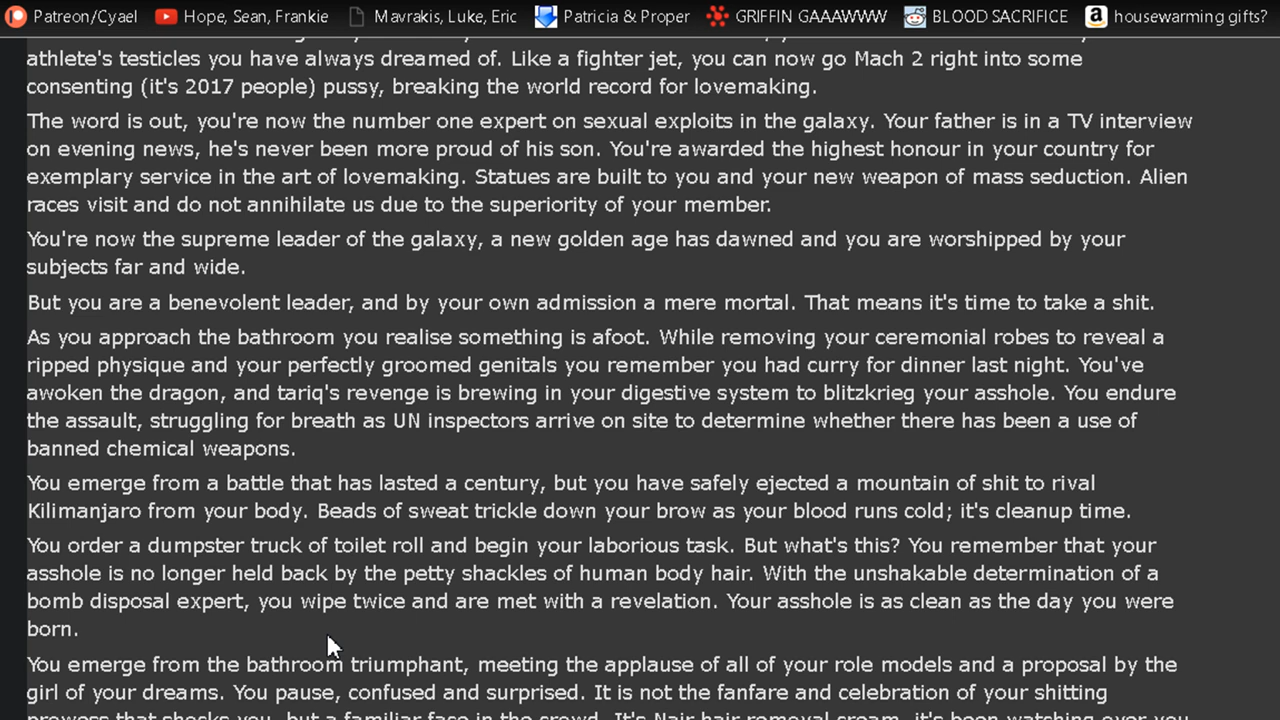 Patreon/Cyael Hope, Sean, Frankie Mavrakis, Luke, Eric Patricia & Proper GRIFFIN GAAAWWW BLOOD SACRIFICE housewarming gifts?
athlete's testicles you have always dreamed of. Like a fighter jet, you can now go Mach 2 right into some
consenting (it's 2017 people) pussy, breaking the world record for lovemaking.
The word is out, you're now the number one expert on sexual exploits in the galaxy. Your father is in a TV interview
on evening news, he's never been more proud of his son. You're awarded the highest honour in your country for
exemplary service in the art of lovemaking. Statues are built to you and your new weapon of mass seduction. Alien
races visit and do not annihilate us due to the superiority of your member.
You're now the supreme leader of the galaxy, a new golden age has dawned and you are worshipped by your
subjects far and wide.
But you are a benevolent leader, and by your own admission a mere mortal. That means it's time to take a shit.
As you approach the bathroom you realise something is afoot. While removing your ceremonial robes to reveal a
ripped physique and your perfectly groomed genitals you remember you had curry for dinner last night. You've
awoken the dragon, and tariq's revenge is brewing in your digestive system to blitzkrieg your asshole. You endure
the assault, struggling for breath as UN inspectors arrive on site to determine whether there has been a use of
banned chemical weapons.
You emerge from a battle that has lasted a century, but you have safely ejected a mountain of shit to rival
Kilimanjaro from your body. Beads of sweat trickle down your brow as your blood runs cold; it's cleanup time.
You order a dumpster truck of toilet roll and begin your laborious task. But what's this? You remember that your
asshole is no longer held back by the petty shackles of human body hair. With the unshakable determination of a
bomb disposal expert, you wipe twice and are met with a revelation. Your asshole is as clean as the day you were
born.
You emerge from the bathroom triumphant, meeting the applause of all of your role models and a proposal by the
girl of your dreams. You pause, confused and surprised. It is not the fanfare and celebration of your shitting
prowess that shocks you, but a familiar face in the crowd. It's Nair hair removal cream, it's been watching over you